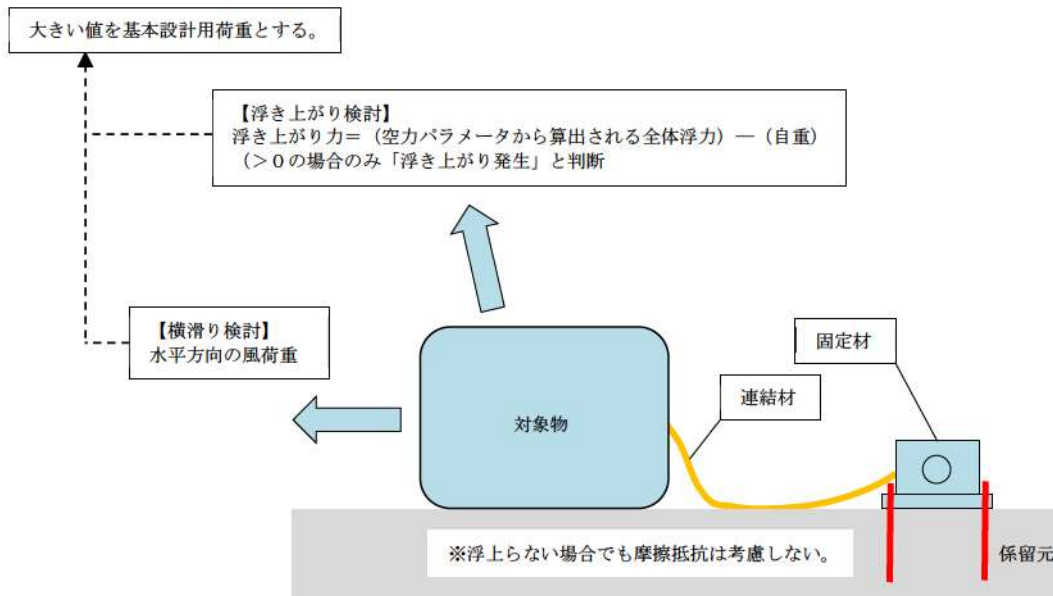 大きい値を基本設計用荷重とする。
【浮き上がり検討】
浮き上がり力＝（空力パラメータから算出される全体浮力）―（自重）
（＞０の場合のみ「浮き上がり発生」と判断
【横滑り検討】
水平方向の風荷重
固定材
連結材
対象物
※浮上らない場合でも摩擦抵抗は考慮しない。
係留元